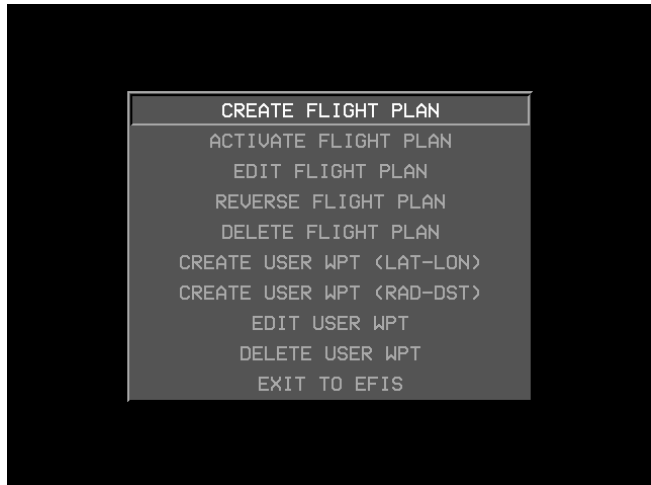 CREATE FLIGHT PLAN
ACTIVATE FLIGHT PLAN
EDIT FLIGHT PLAN
REVERSE FLIGHT PLAN
DELETE FLIGHT PLAN
CREATE USER WPT (LAT-LON)
CREATE USER WPT (RAD-DST)
EDIT USER WPT
DELETE USER WPT
EXIT TO EFIS